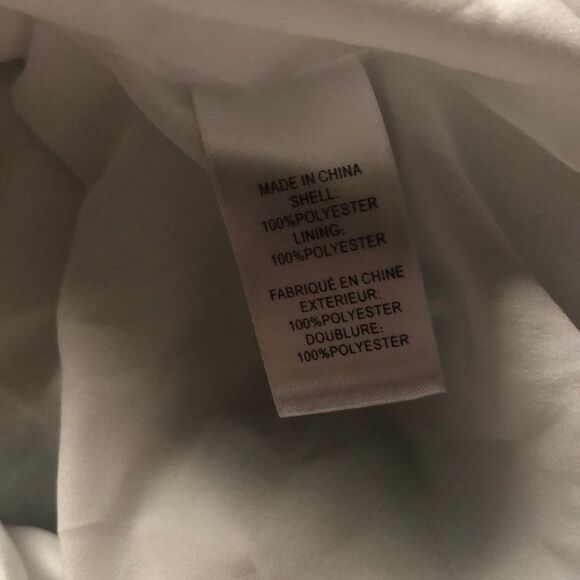 MADE IN CHINA
SHELL:
100%POLYESTER
LINING:
100%POLYESTER
FABRIQUÉ EN CHINE
EXTERIEUR:
100%POLYESTER
DOUBLURE:
100%POLYESTER